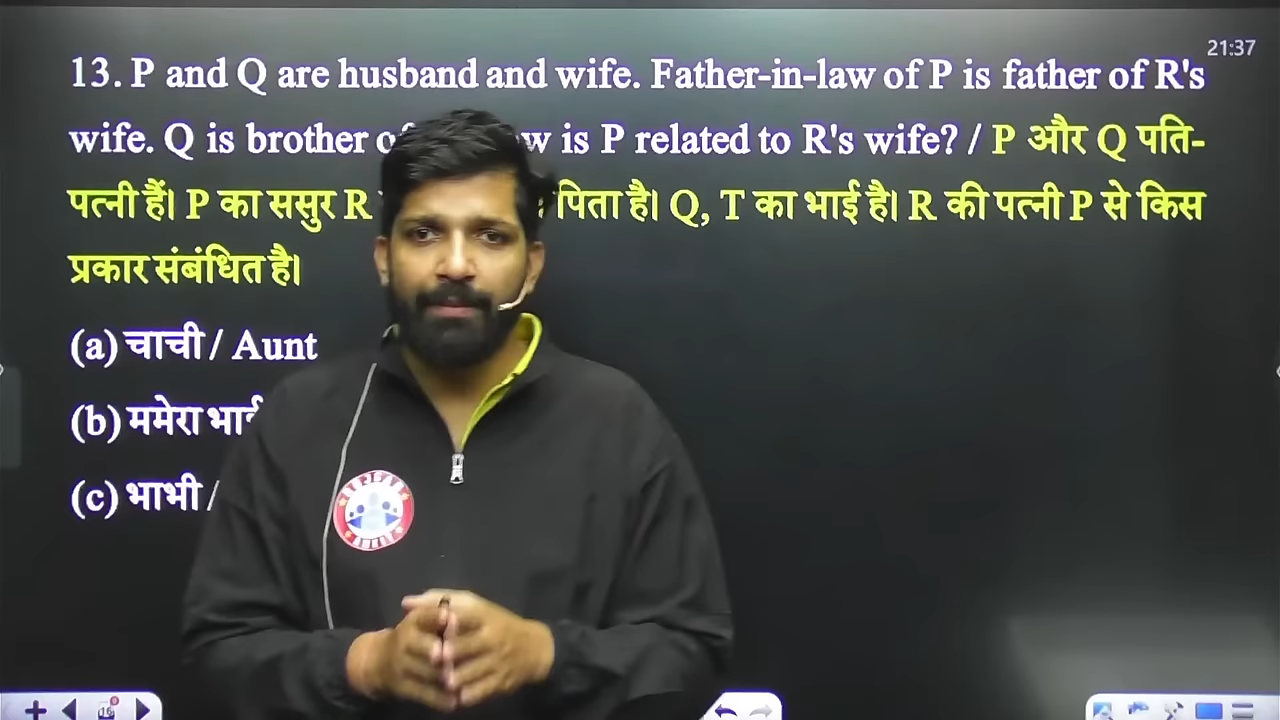 21:37
13. P and Q are husband and wife. Father-in-law of P is father of R's
wife. Q is brother is P related to R's wife? / P और Q पति-
पत्नी हैं। P का ससुर R पिता है। Q, T का भाई है। R की पत्नी P से किस
प्रकार संबंधित है।
(a) चाची / Aunt
(b) ममेरा
(c) भाभी /
16